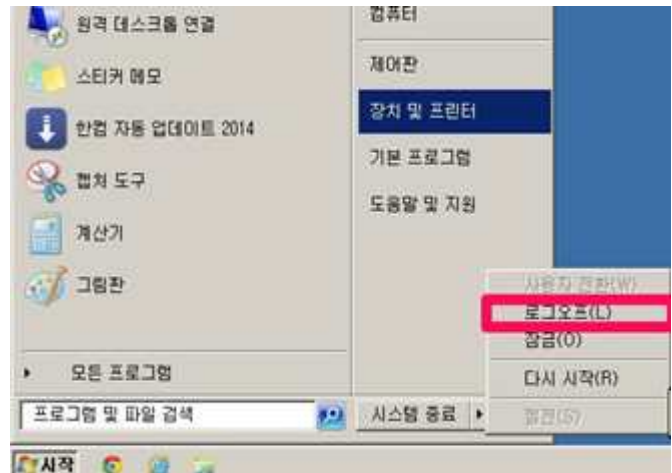 원격 데스크톱 연결
스티커 메모
한컴 자동 업데이트 2014
캡처 도구
계산기
그림판
모든 프로그램
프로그램 및 파일 검색
컴퓨터
제어판
장치 및 프린터
기본 프로그램
도움말 및 지원
시스템 종료
사용자 전환(W)
로그오프(L)
잠금(O)
다시 시작(R)
절전(S)
시작